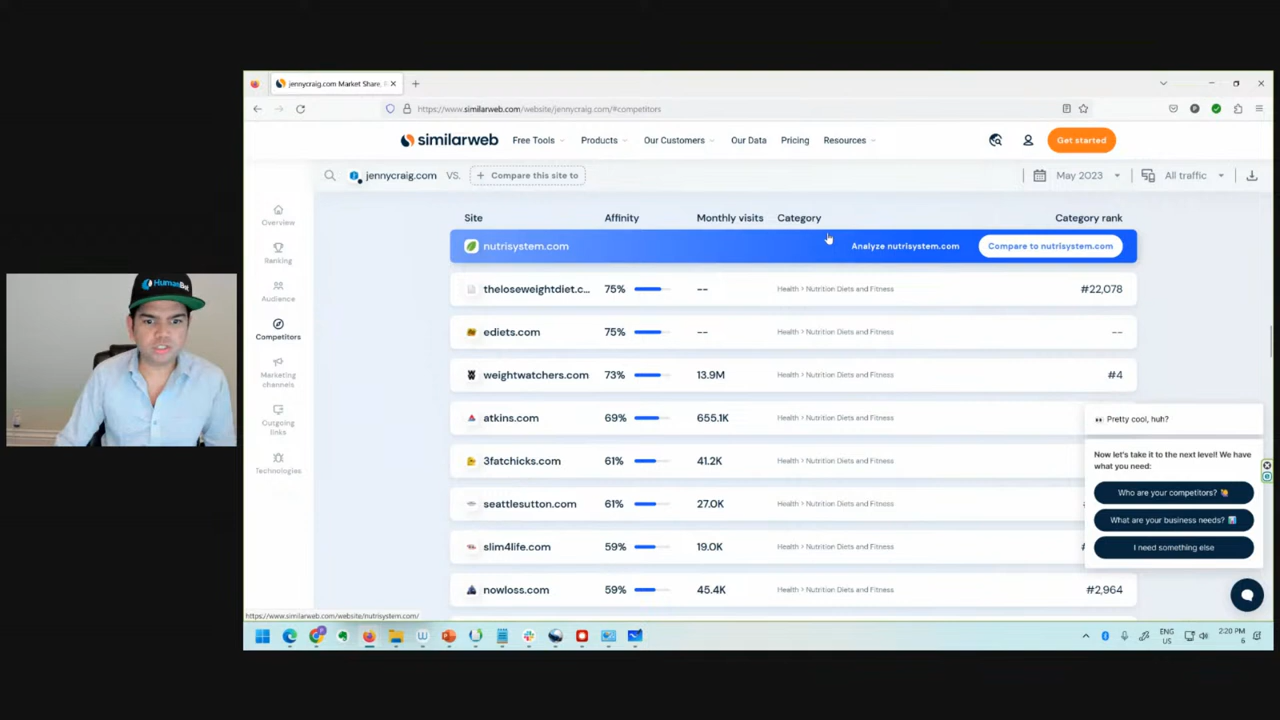 jennycraig.com Market Share,
https://www.similarweb.com/website/jennycraig.com/#competitors
similarweb Free Tools Products Our Customers Our Data Pricing Resources Get started
jennycraig.com VS. + Compare this site to May 2023 All traffic
Overview
Ranking
Audience
Competitors
Marketing channels
Outgoing links
Technologies
Site Affinity Monthly visits Category Category rank
nutrisystem.com Analyze nutrisystem.com Compare to nutrisystem.com
theloseweightdiet.c... 75% -- Health > Nutrition Diets and Fitness #22,078
ediets.com 75% -- Health > Nutrition Diets and Fitness --
weightwatchers.com 73% 13.9M Health > Nutrition Diets and Fitness #4
atkins.com 69% 655.1K Health > Nutrition Diets and Fitness
3fatchicks.com 61% 41.2K Health > Nutrition Diets and Fitness
seattlesutton.com 61% 27.0K Health > Nutrition Diets and Fitness
slim4life.com 59% 19.0K Health > Nutrition Diets and Fitness
nowloss.com 59% 45.4K Health > Nutrition Diets and Fitness #2,964
Pretty cool, huh?
Now let's take it to the next level! We have
what you need:
Who are your competitors?
What are your business needs?
I need something else
https://www.similarweb.com/website/nutrisystem.com/
ENG
US
2:20 PM
6
HumanBot